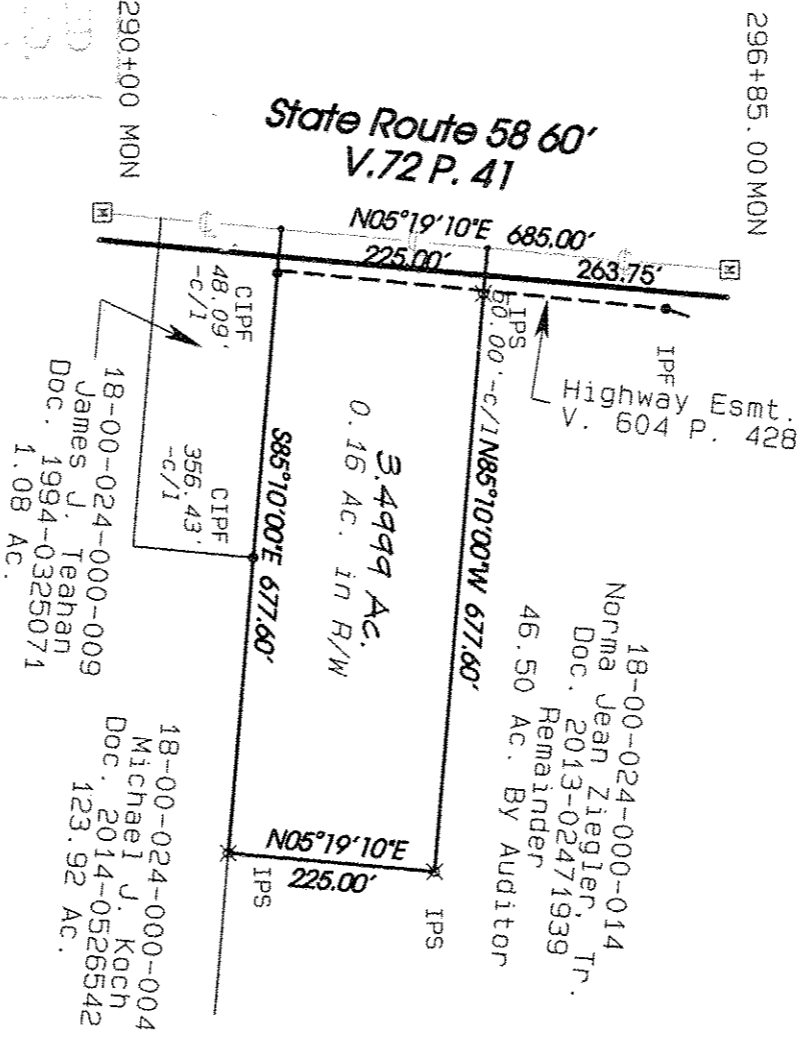 296+85.00 MON
290+00 MON
State Route 58 60'
V.72 P. 41
N05°19'10"E 685.00'
225.00'
263.75'
IPF
Highway Esmt.
V. 604 P. 428
IPS
50.00'-c/l
N85°10'00"W 677.60'
CIPF
48.09'
-c/l
CIPF
356.43'
-c/l
S85°10'00"E 677.60'
3.4999 Ac.
0.16 Ac. in R/W
18-00-024-000-014
Norma Jean Ziegler, Tr.
Doc. 2013-02471939
Remainder
46.50 Ac. By Auditor
18-00-024-000-009
James J. Teahan
Doc. 1994-0325071
1.08 Ac.
18-00-024-000-004
Michael J. Koch
Doc. 2014-0526542
123.92 Ac.
N05°19'10"E
225.00'
IPS
IPS
M
M